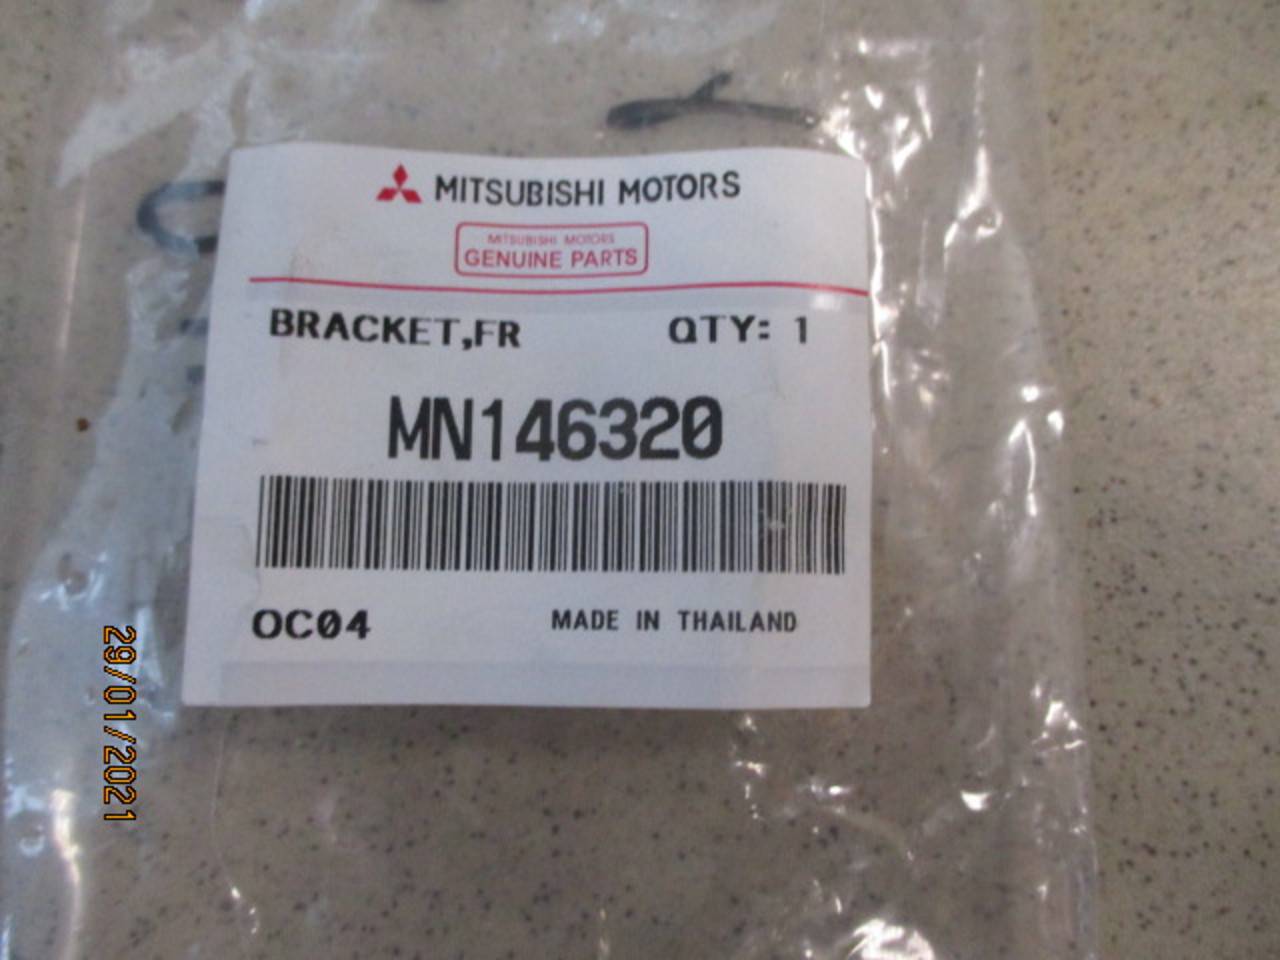 MITSUBISHI MOTORS
MITSUBISHI MOTORS
GENUINE PARTS
BRACKET,FR QTY: 1
MN146320
OC04 MADE IN THAILAND
29/01/2021